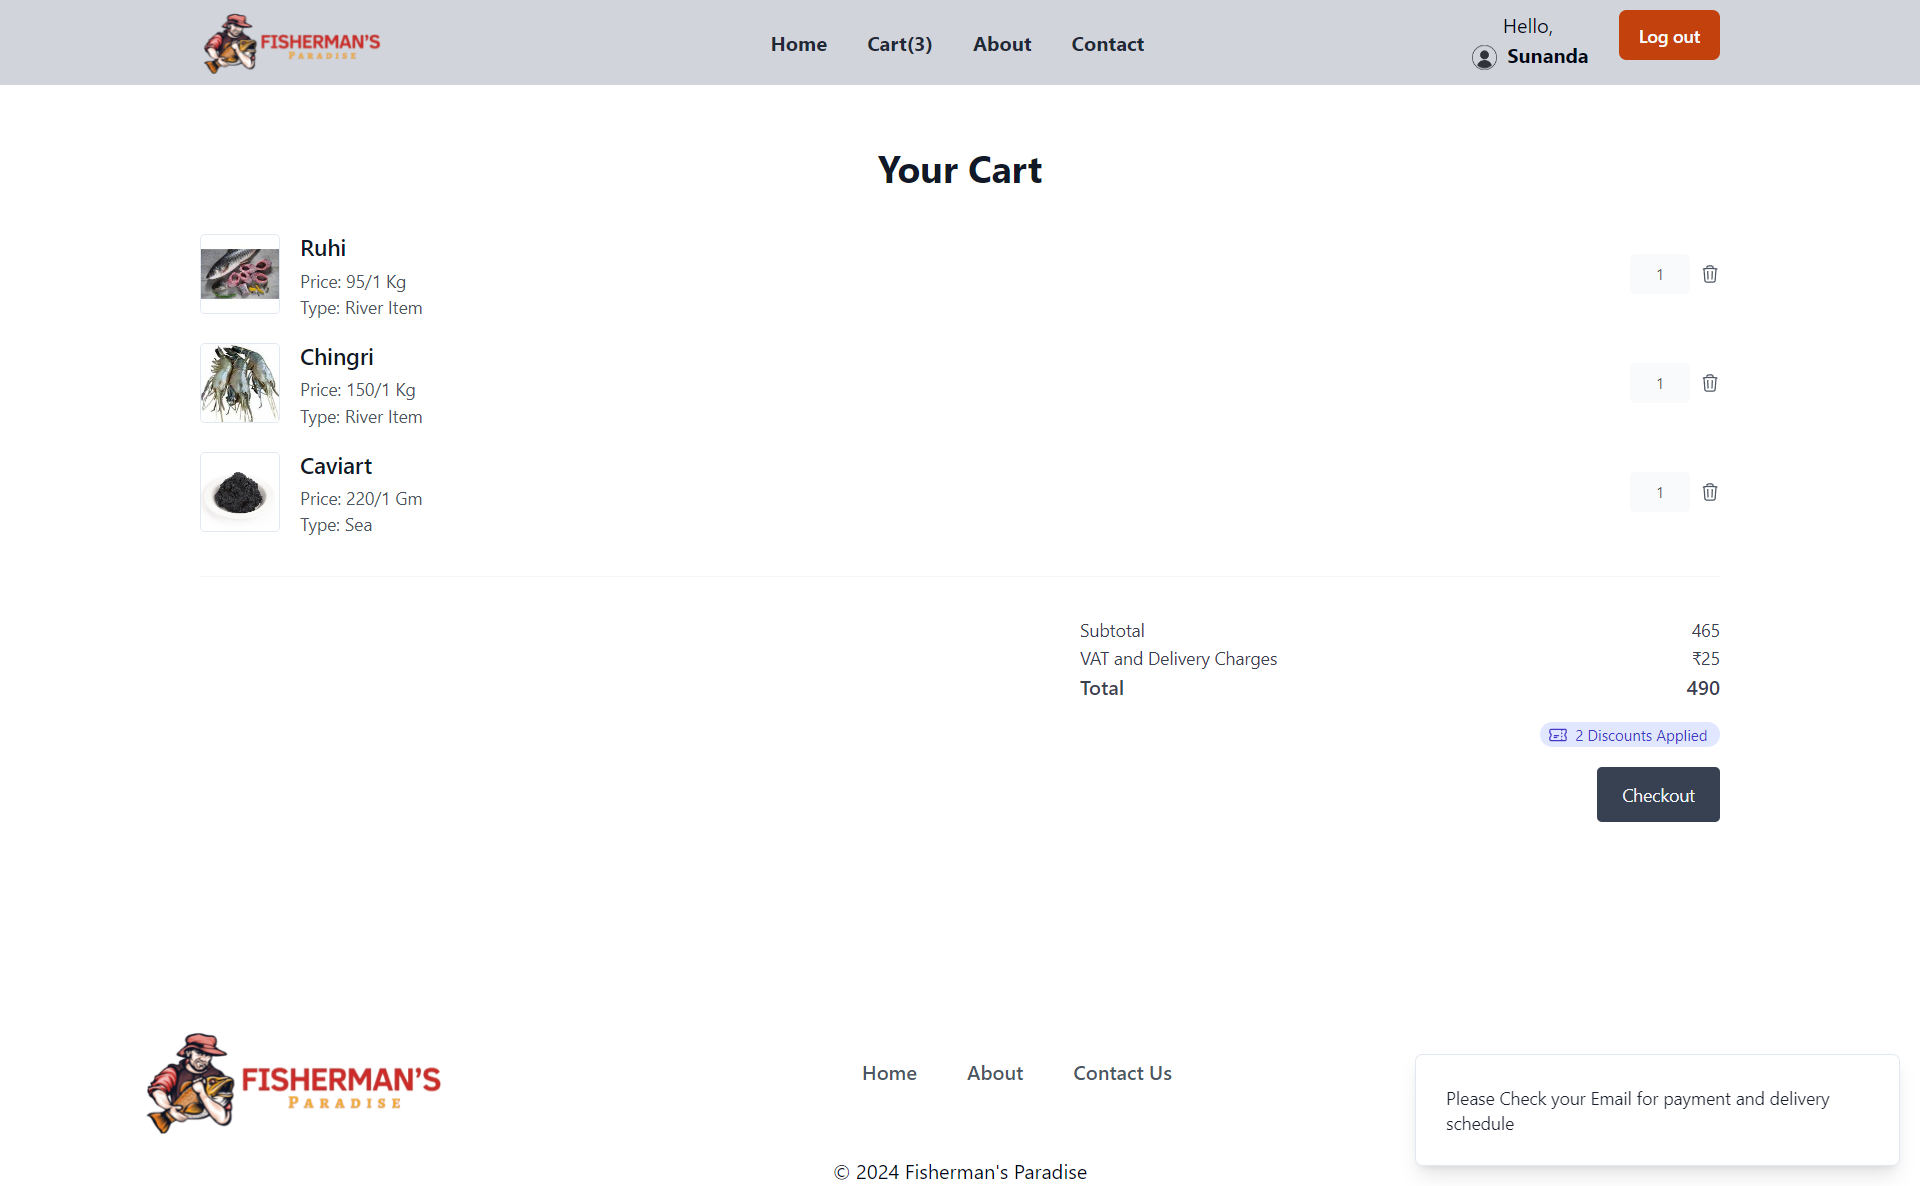 FISHERMAN'S
PARADISE
Home
Cart(3)
About
Contact
Hello,
Sunanda
Log out
Your Cart
Ruhi
Price: 95/1 Kg
Type: River Item
1
Chingri
Price: 150/1 Kg
Type: River Item
1
Caviart
Price: 220/1 Gm
Type: Sea
1
Subtotal 465
VAT and Delivery Charges ₹25
Total 490
2 Discounts Applied
Checkout
FISHERMAN'S
PARADISE
Home
About
Contact Us
Please Check your Email for payment and delivery
schedule
© 2024 Fisherman's Paradise